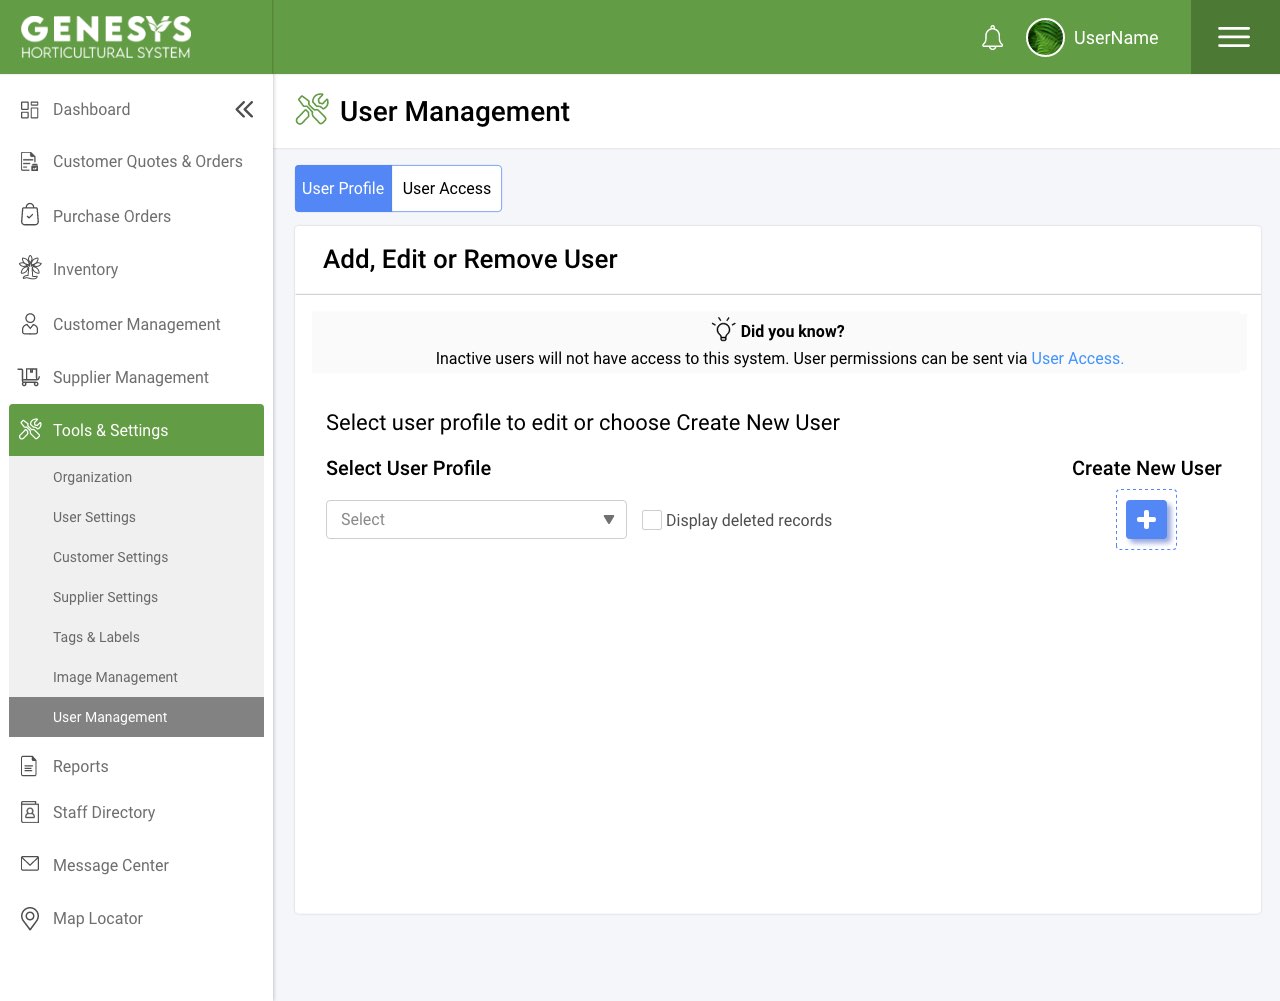 GENESYS
HORTICULTURAL SYSTEM
UserName
Dashboard
Customer Quotes & Orders
Purchase Orders
Inventory
Customer Management
Supplier Management
Tools & Settings
Organization
User Settings
Customer Settings
Supplier Settings
Tags & Labels
Image Management
User Management
Reports
Staff Directory
Message Center
Map Locator
User Management
User Profile
User Access
Add, Edit or Remove User
Did you know?
Inactive users will not have access to this system. User permissions can be sent via User Access.
Select user profile to edit or choose Create New User
Select User Profile
Create New User
Select
Display deleted records